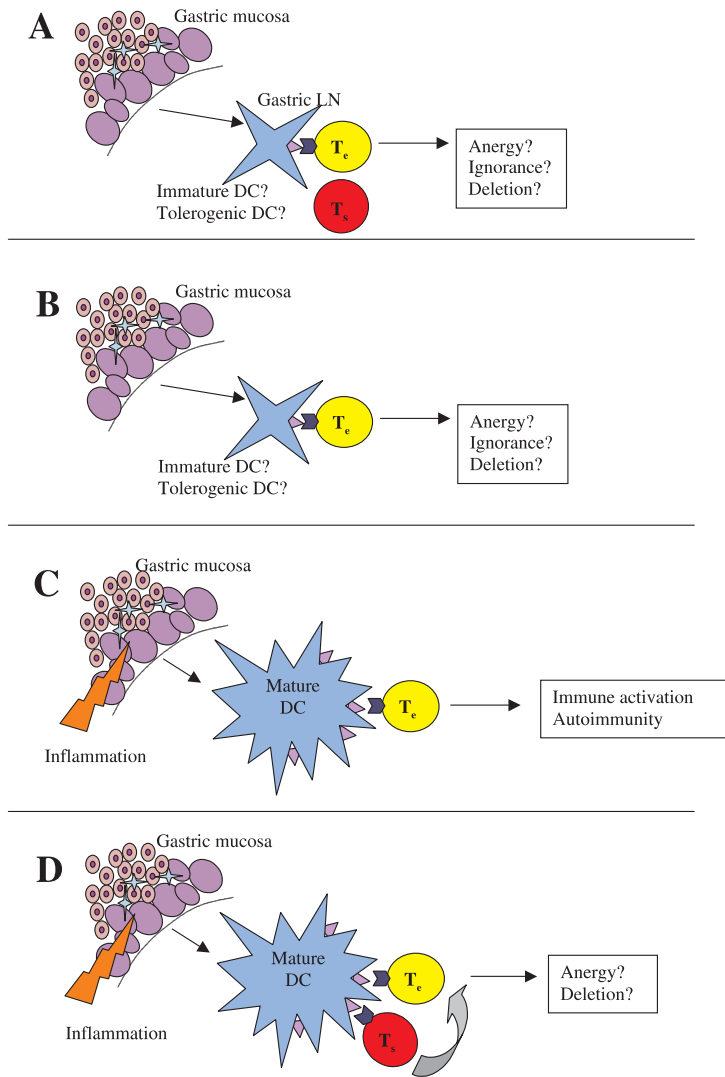 A
Gastric mucosa
Gastric LN
Te
Ts
Immature DC?
Tolerogenic DC?
Anergy?
Ignorance?
Deletion?
B
Gastric mucosa
Te
Immature DC?
Tolerogenic DC?
Anergy?
Ignorance?
Deletion?
C
Gastric mucosa
Mature
DC
Te
Immune activation
Autoimmunity
Inflammation
D
Gastric mucosa
Mature
DC
Te
Ts
Anergy?
Deletion?
Inflammation